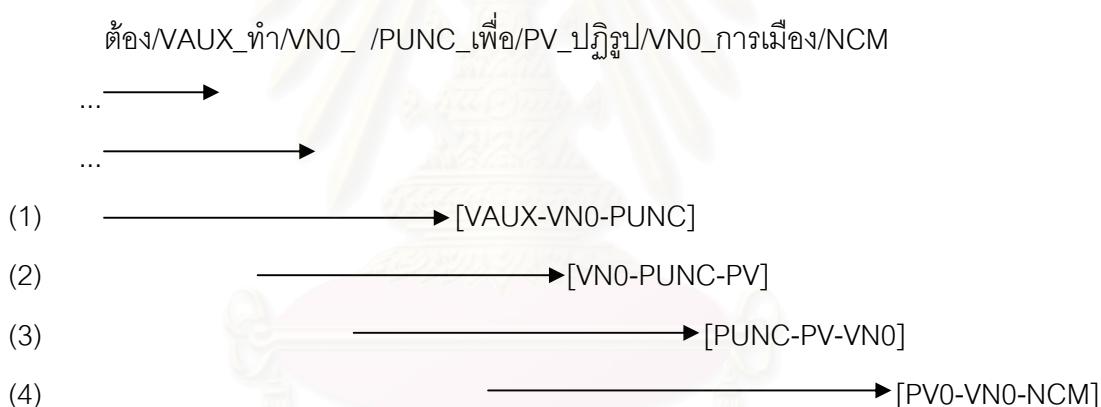 ต้อง/VAUX_ทำ/VN0_ /PUNC_เพื่อ/PV_ปฏิรูป/VN0_การเมือง/NCM
...
...
(1) [VAUX-VN0-PUNC]
(2) [VN0-PUNC-PV]
(3) [PUNC-PV-VN0]
(4) [PV0-VN0-NCM]